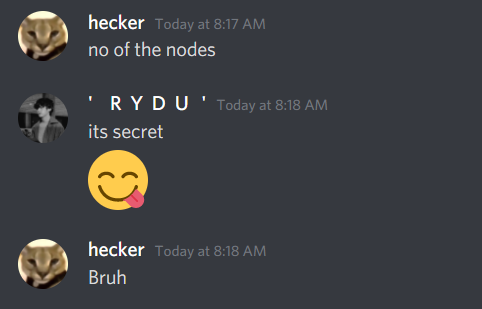 hecker Today at 8:17 AM
no of the nodes
' R Y D U ' Today at 8:18 AM
its secret
hecker Today at 8:18 AM
Bruh